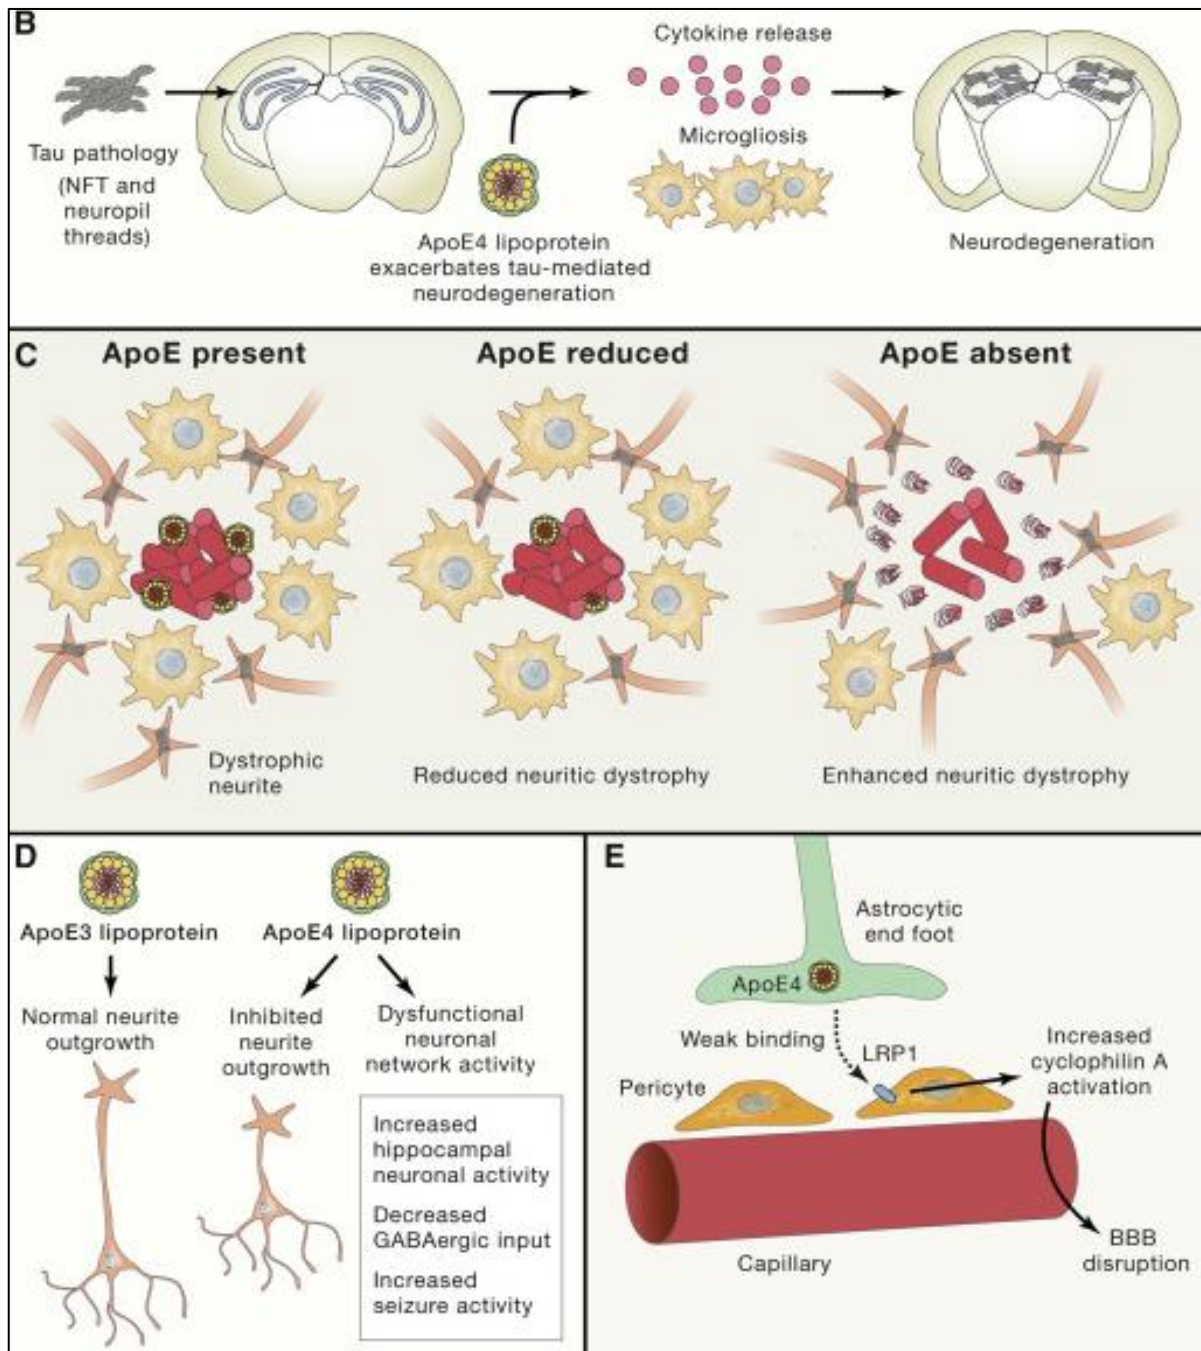 B
Tau pathology
(NFT and
neuropil
threads)
ApoE4 lipoprotein
exacerbates tau-mediated
neurodegeneration
Cytokine release
Microgliosis
Neurodegeneration
C
ApoE present
ApoE reduced
ApoE absent
Dystrophic
neurite
Reduced neuritic dystrophy
Enhanced neuritic dystrophy
D
ApoE3 lipoprotein
ApoE4 lipoprotein
Normal neurite
outgrowth
Inhibited
neurite
outgrowth
Dysfunctional
neuronal
network activity
Increased
hippocampal
neuronal activity
Decreased
GABAergic input
Increased
seizure activity
E
Astrocytic
end foot
ApoE4
Weak binding
LRP1
Pericyte
Increased
cyclophilin A
activation
Capillary
BBB
disruption